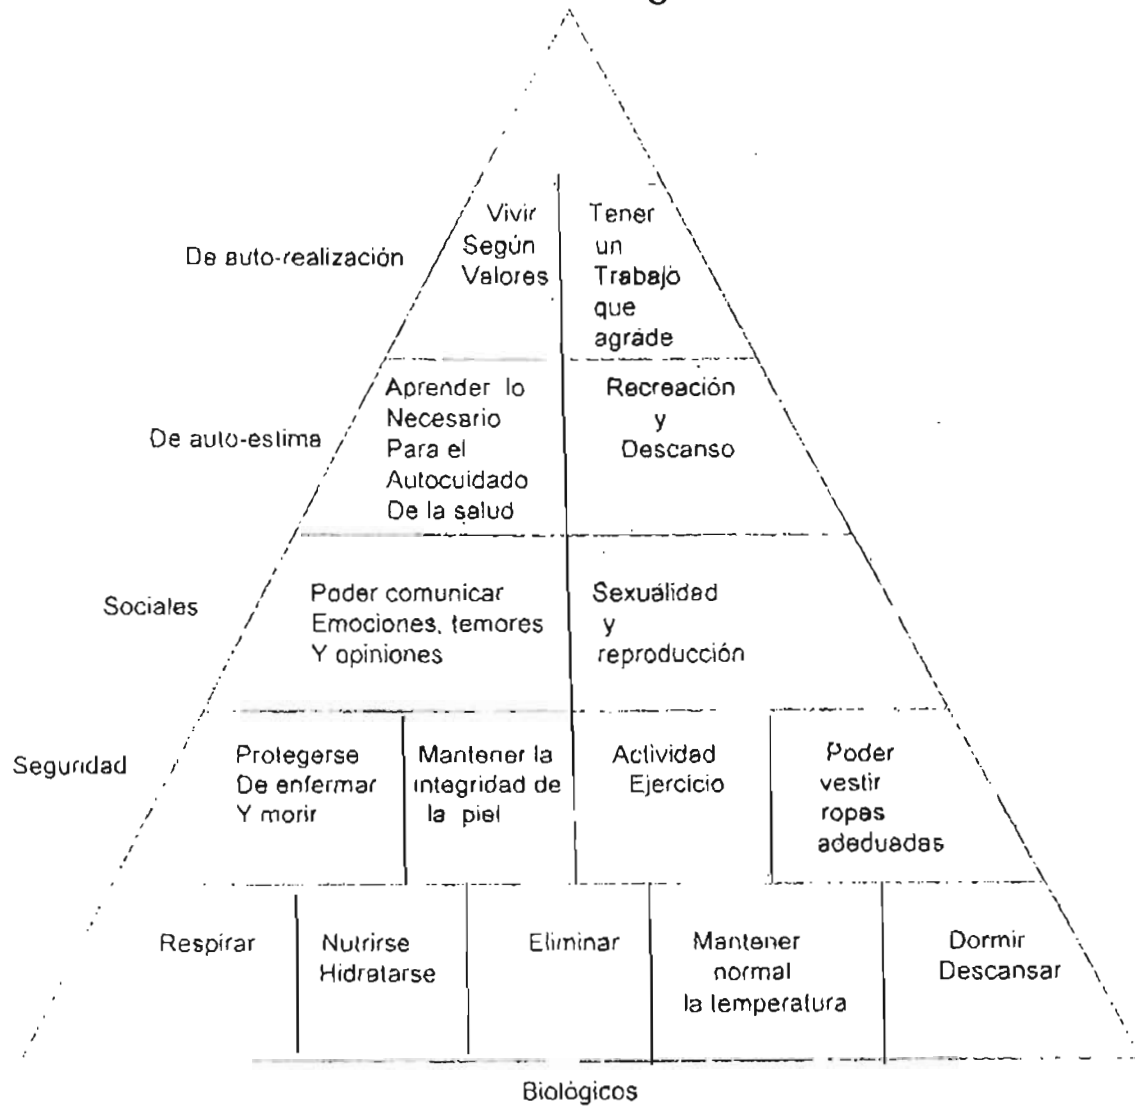 Vivir
Según
Valores
Tener
un
Trabajo
que
agrade
De auto-realización
Aprender lo
Necesario
Para el
Autocuidado
De la salud
Recreación
y
Descanso
De auto-estima
Poder comunicar
Emociones, temores
Y opiniones
Sexualidad
y
reproducción
Sociales
Protegerse
De enfermar
Y morir
Mantener la
integridad de
la piel
Actividad
Ejercicio
Poder
vestir
ropas
adeduadas
Seguridad
Respirar
Nutrirse
Hidratarse
Eliminar
Mantener
normal
la temperatura
Dormir
Descansar
Biológicos